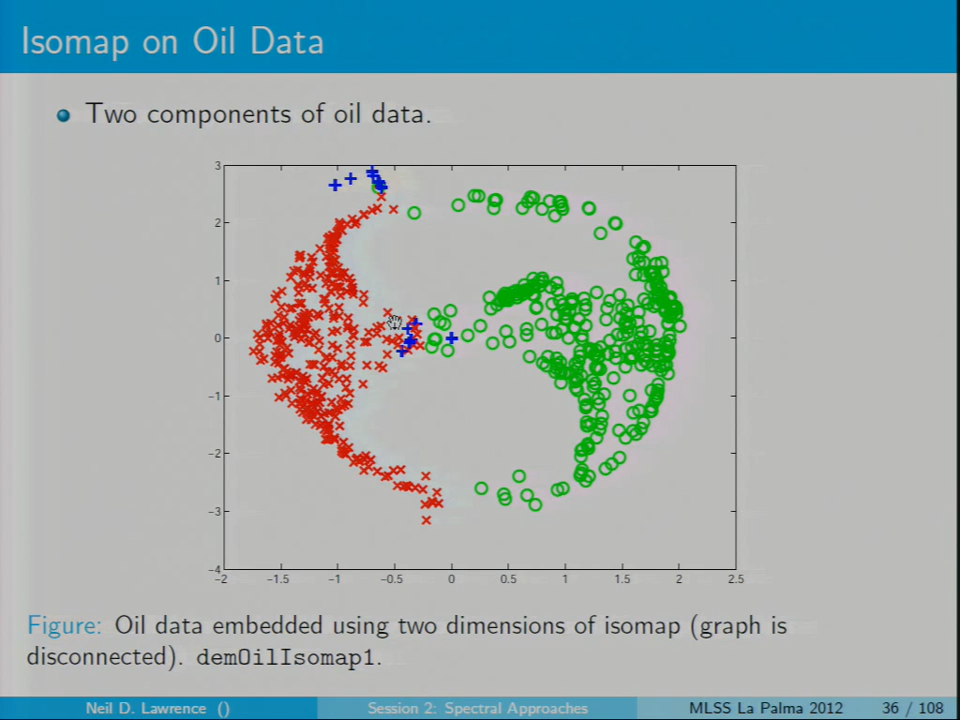 Isomap on Oil Data
Two components of oil data.
3
2
1
0
−1
−2
−3
−4
−2 −1.5 −1 −0.5 0 0.5 1 1.5 2 2.5
Figure: Oil data embedded using two dimensions of isomap (graph is
disconnected). demOilIsomap1.
Neil D. Lawrence () Session 2: Spectral Approaches MLSS La Palma 2012 36 / 108